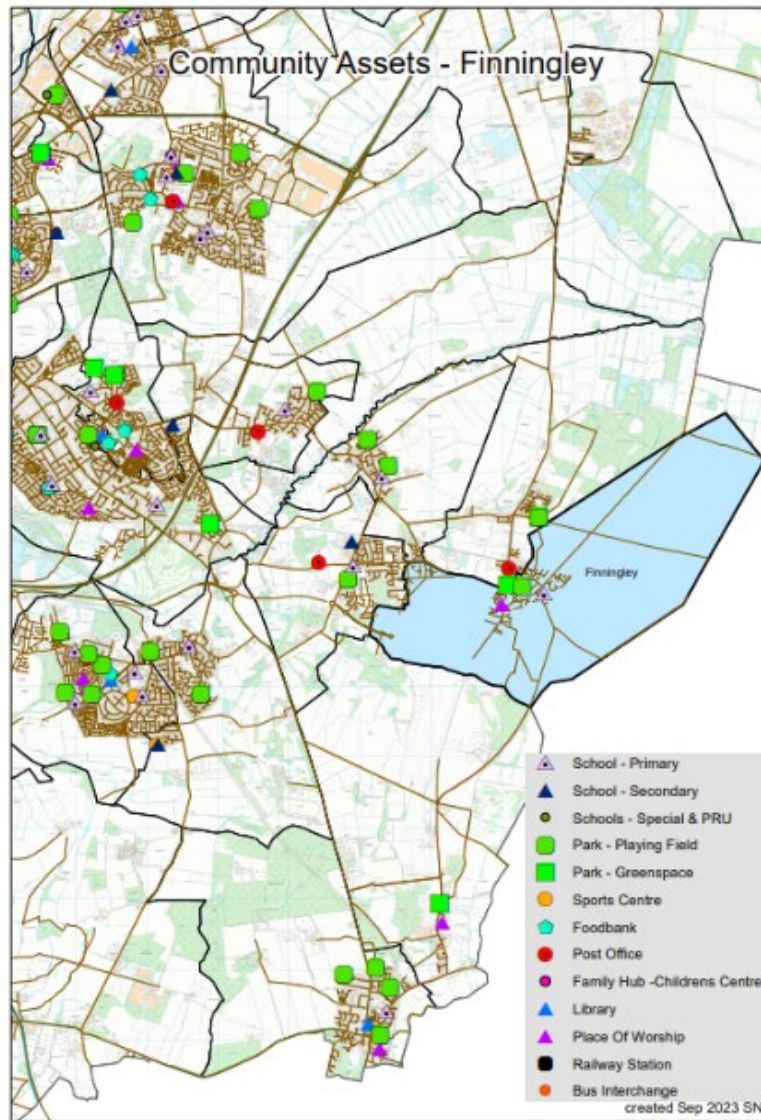 Community Assets - Finningley
Finningley
School - Primary
School - Secondary
Schools - Special & PRU
Park - Playing Field
Park - Greenspace
Sports Centre
Foodbank
Post Office
Family Hub -Childrens Centre
Library
Place Of Worship
Railway Station
Bus Interchange
created Sep 2023 SN